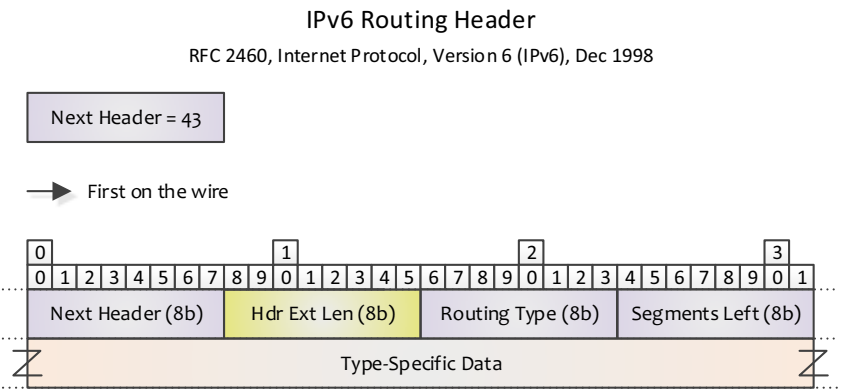 IPv6 Routing Header
RFC 2460, Internet Protocol, Version 6 (IPv6), Dec 1998
Next Header = 43
First on the wire
0 1 2 3
0 1 2 3 4 5 6 7 8 9 0 1 2 3 4 5 6 7 8 9 0 1 2 3 4 5 6 7 8 9 0 1
Next Header (8b) Hdr Ext Len (8b) Routing Type (8b) Segments Left (8b)
Type-Specific Data